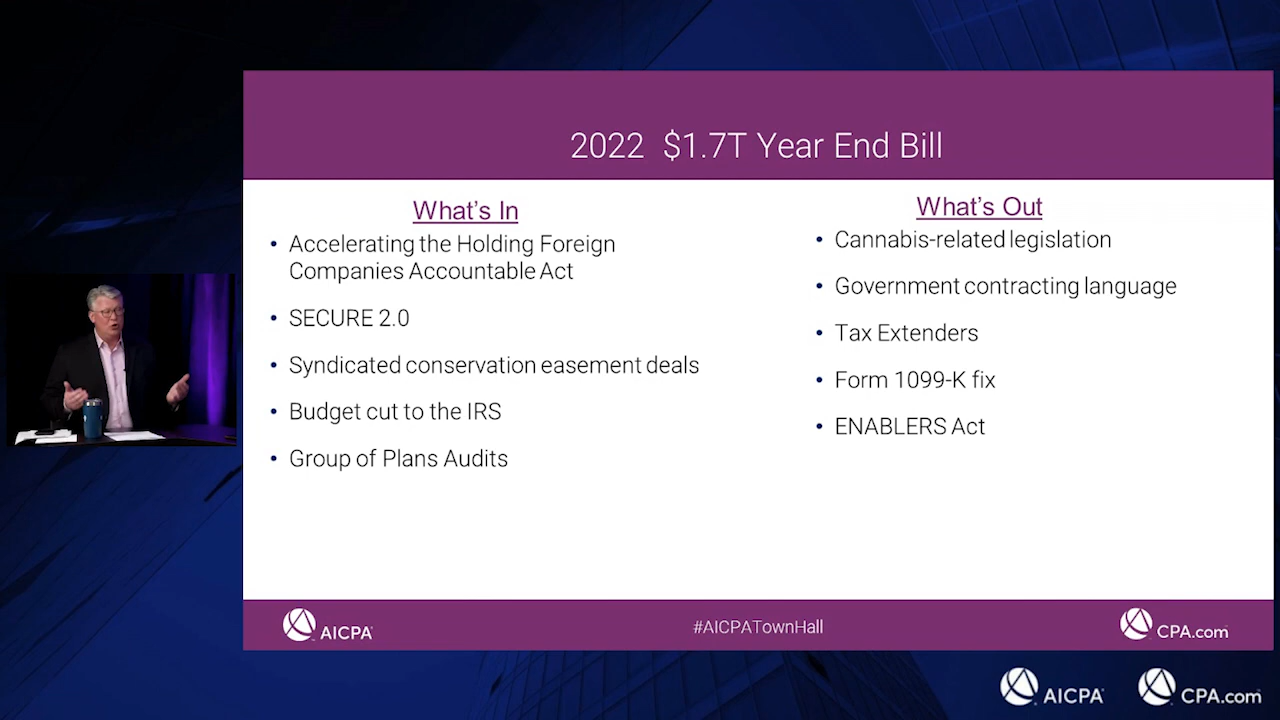 2022 $1.7T Year End Bill
What's In
• Accelerating the Holding Foreign
Companies Accountable Act
• SECURE 2.0
• Syndicated conservation easement deals
• Budget cut to the IRS
• Group of Plans Audits
What's Out
• Cannabis-related legislation
• Government contracting language
• Tax Extenders
• Form 1099-K fix
• ENABLERS Act
AICPA
#AICPATownHall
CPA.com
AICPA
CPA.com